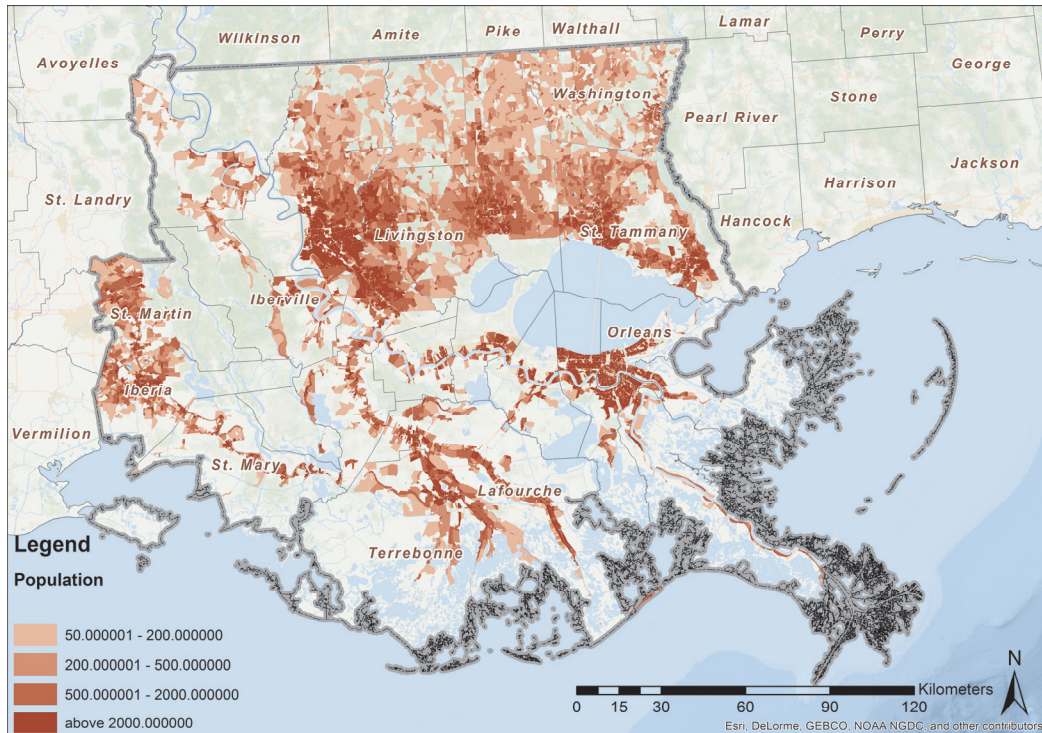 Lamar
Wilkinson
Amite
Pike
Walthall
Perry
Avoyelles
George
Washington
Stone
Pearl River
Jackson
St. Landry
Harrison
Hancock
Livingston
St. Tammany
Iberville
St. Martin
Orleans
Iberia
Vermilion
St. Mary
Lafourche
Terrebonne
Legend
Population
50.000001 - 200.000000
200.000001 - 500.000000
500.000001 - 2000.000000
above 2000.000000
N
Kilometers
0 15 30 60 90 120
Esri, DeLorme, GEBCO, NOAA NGDC, and other contributors